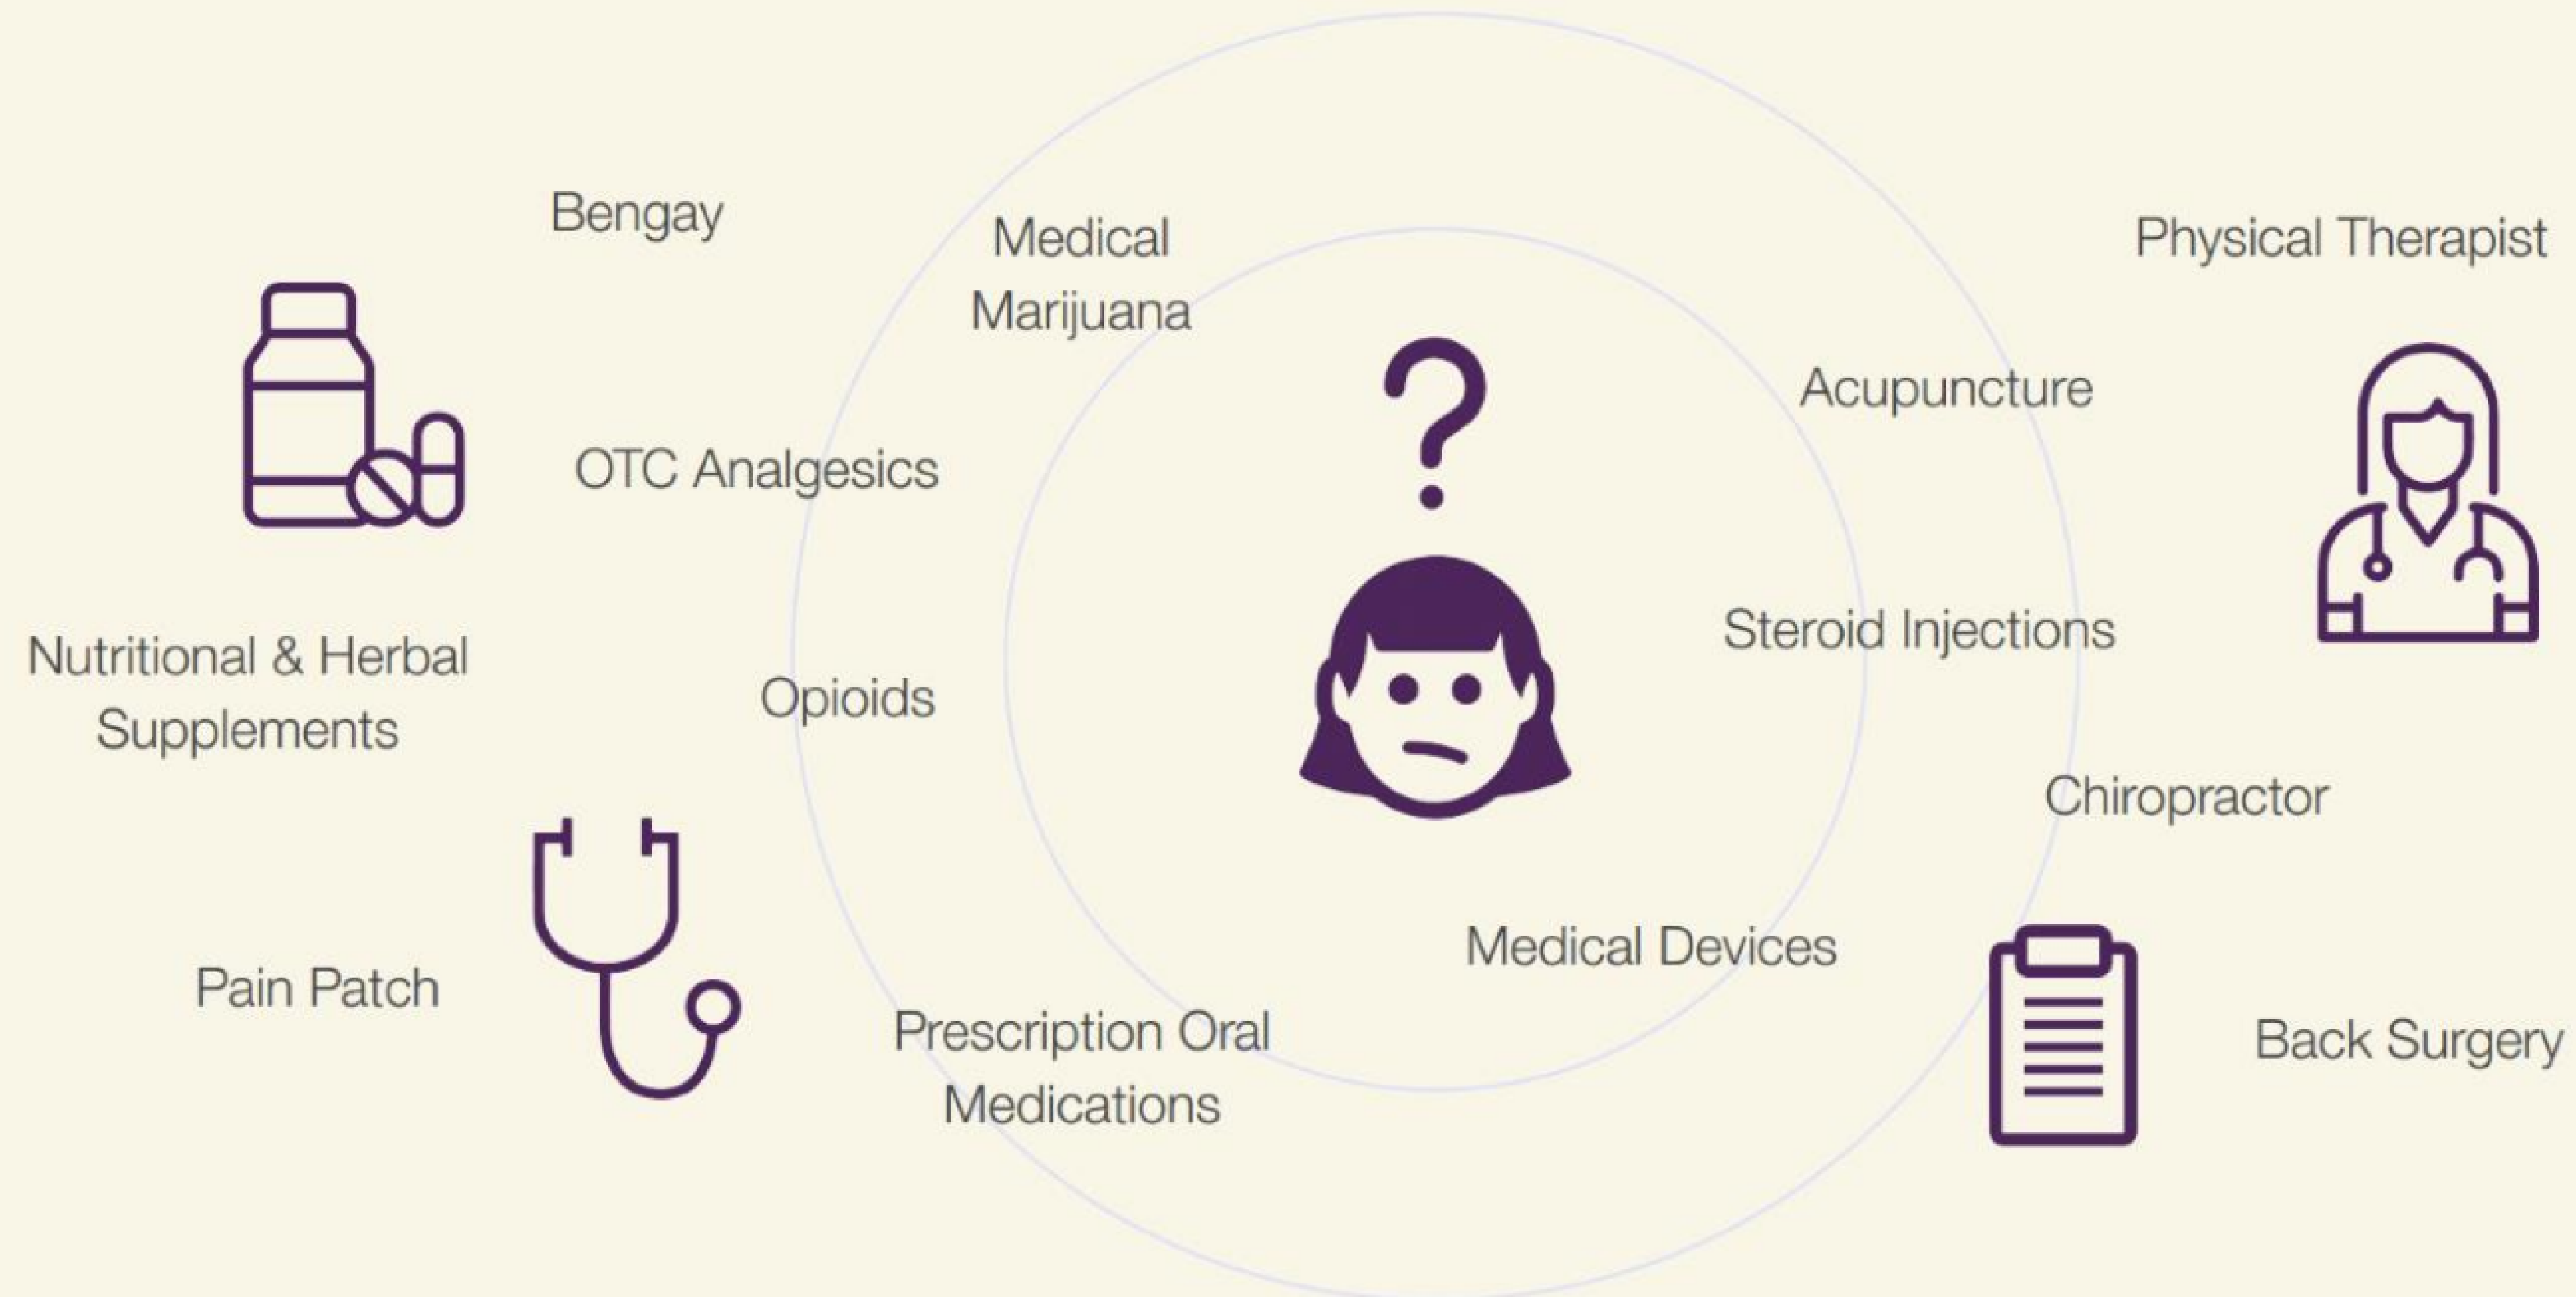 Bengay
Medical
Marijuana
Physical Therapist
Acupuncture
OTC Analgesics
Steroid Injections
Nutritional & Herbal
Supplements
Opioids
Chiropractor
Medical Devices
Pain Patch
Prescription Oral
Medications
Back Surgery